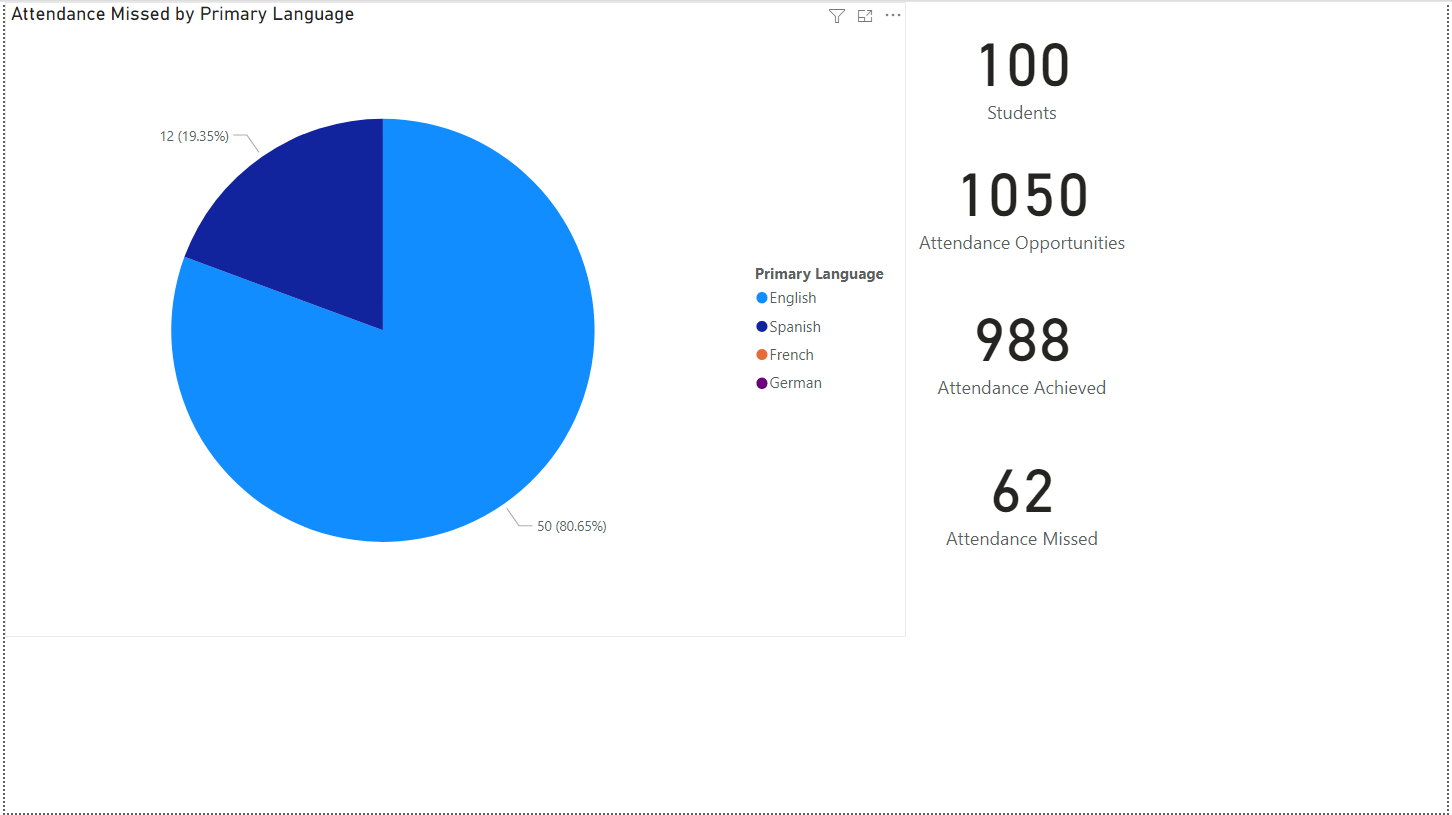 Attendance Missed by Primary Language
12 (19.35%)
50 (80.65%)
Primary Language
English
Spanish
French
German
100
Students
1050
Attendance Opportunities
988
Attendance Achieved
62
Attendance Missed